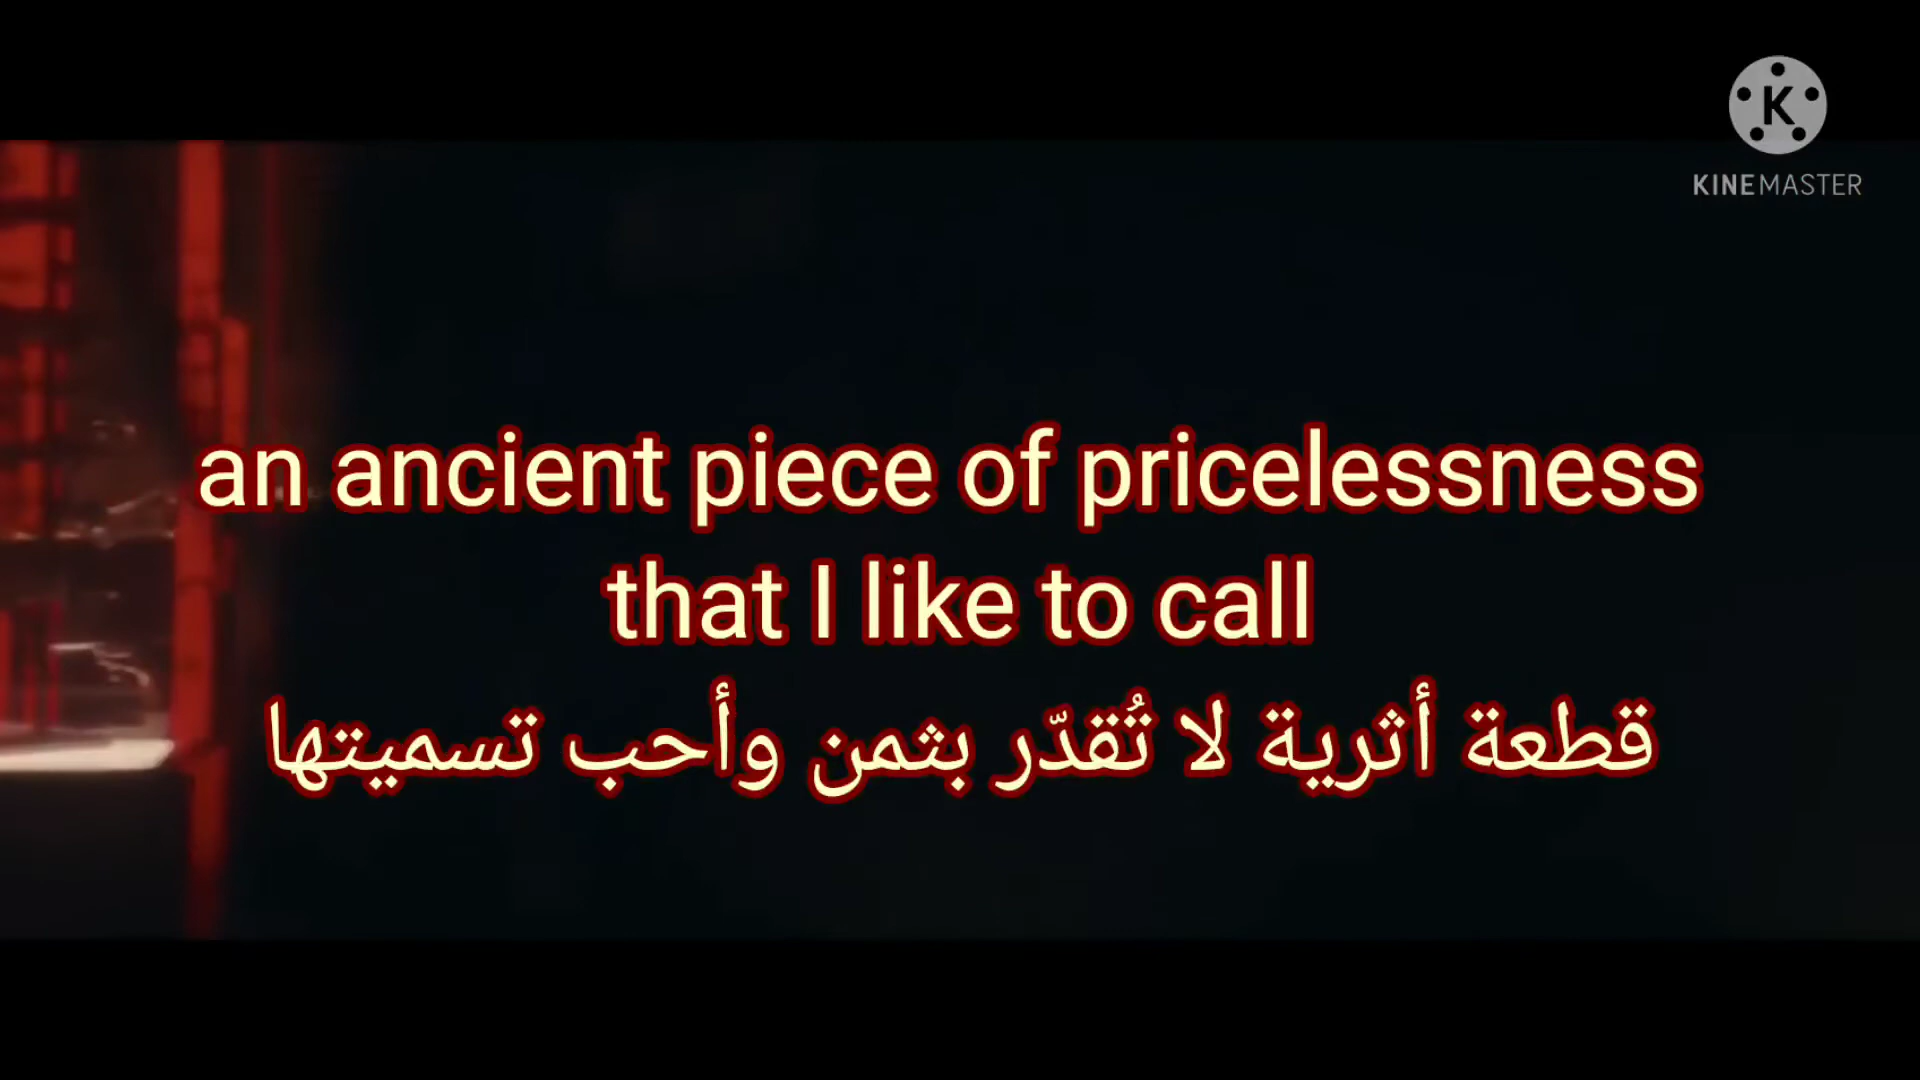 K
KINEMASTER
an ancient piece of pricelessness
that I like to call
قطعة أثرية لا تُقدّر بثمن وأحب تسميتها